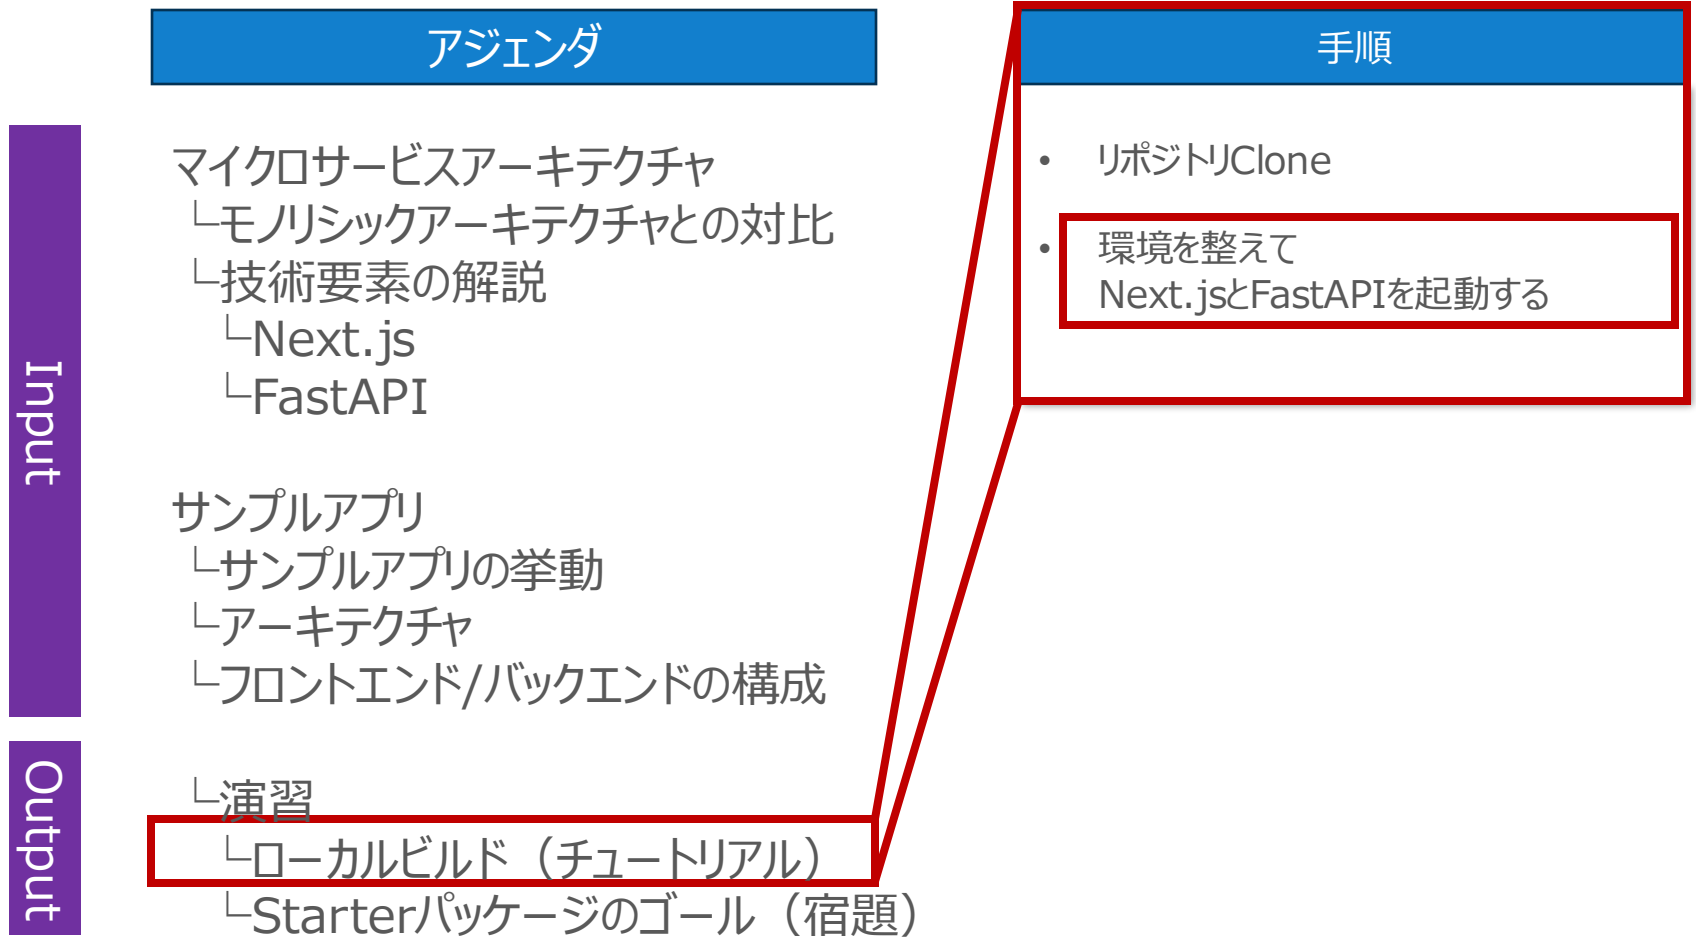 アジェンダ
Input
マイクロサービスアーキテクチャ
└モノリシックアーキテクチャとの対比
└技術要素の解説
└Next.js
└FastAPI
サンプルアプリ
└サンプルアプリの挙動
└アーキテクチャ
└フロントエンド/バックエンドの構成
Output
└演習
└ローカルビルド（チュートリアル）
└Starterパッケージのゴール（宿題）
手順
• リポジトリClone
• 環境を整えて
Next.jsとFastAPIを起動する